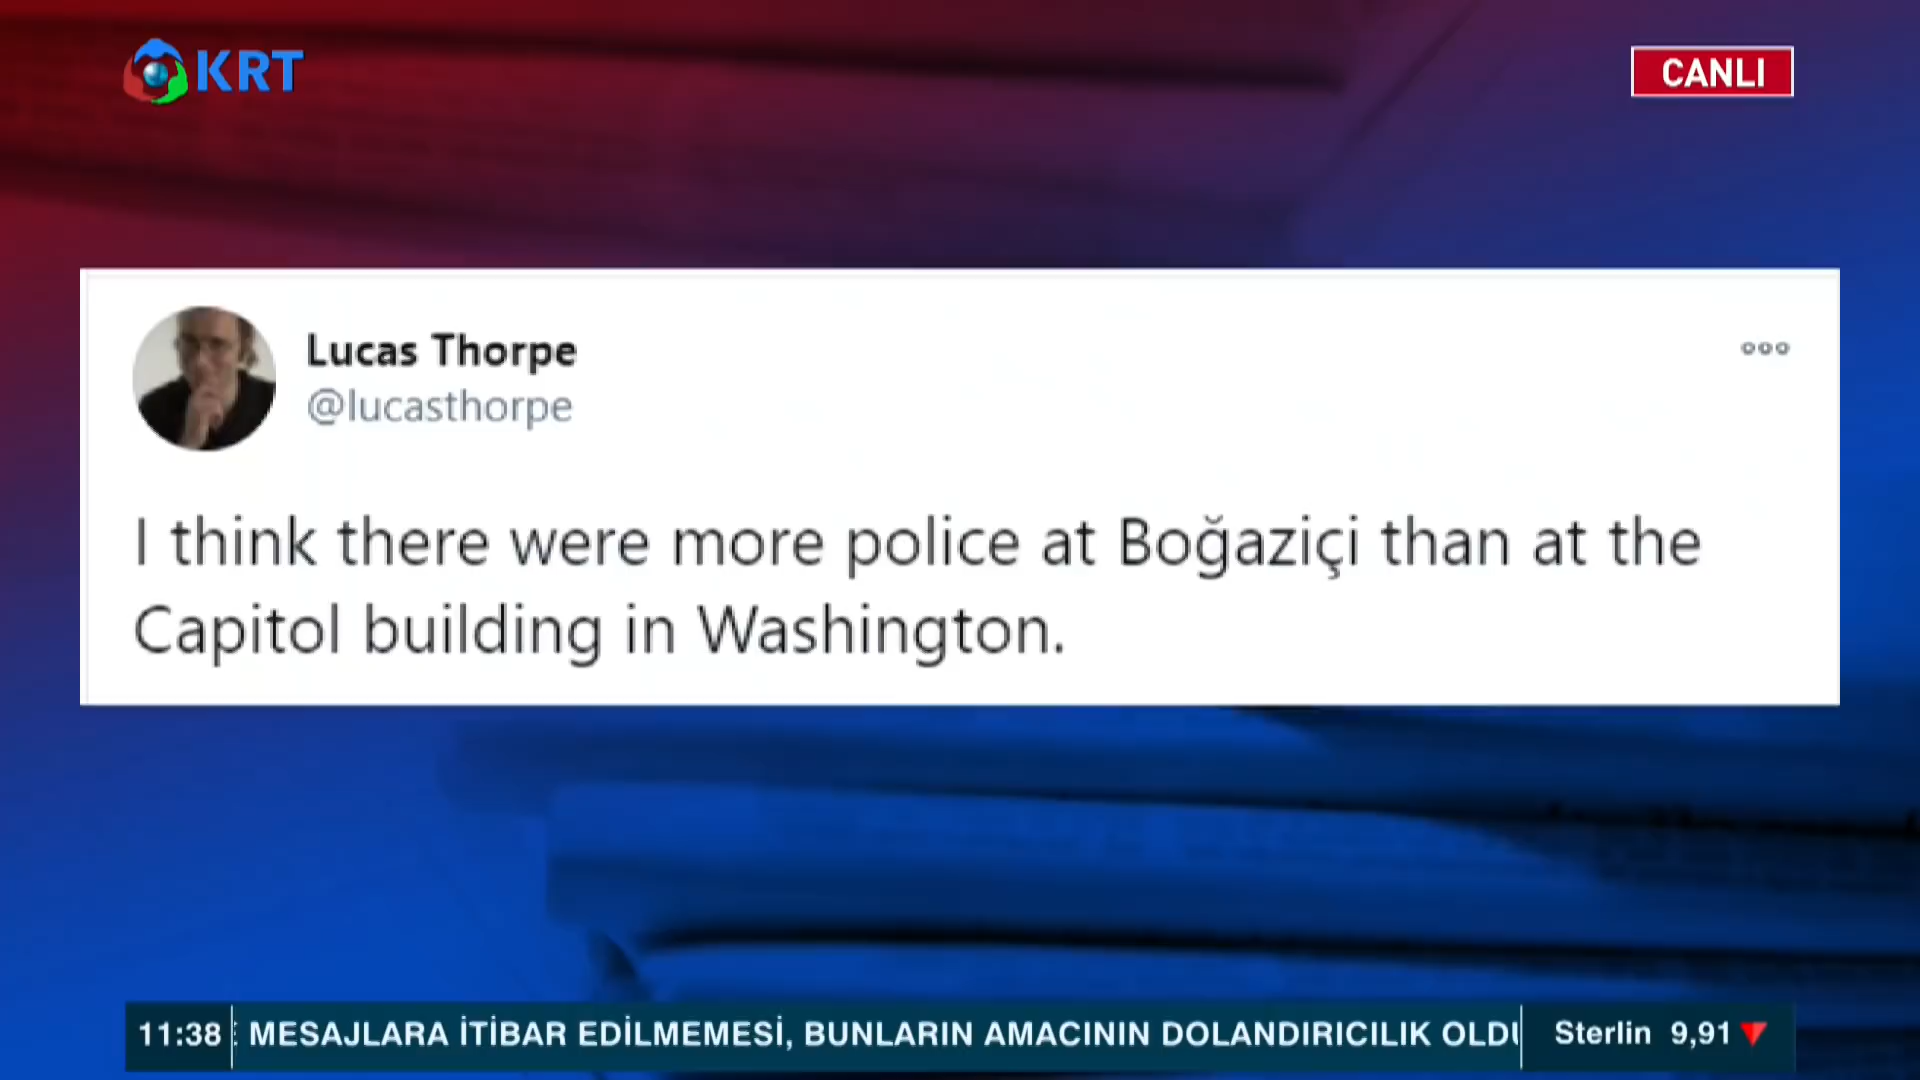 KRT
CANLI
Lucas Thorpe
@lucasthorpe
I think there were more police at Boğaziçi than at the
Capitol building in Washington.
11:38 MESAJLARA İTİBAR EDİLMEMESİ, BUNLARIN AMACININ DOLANDIRICILIK Sterlin 9,91